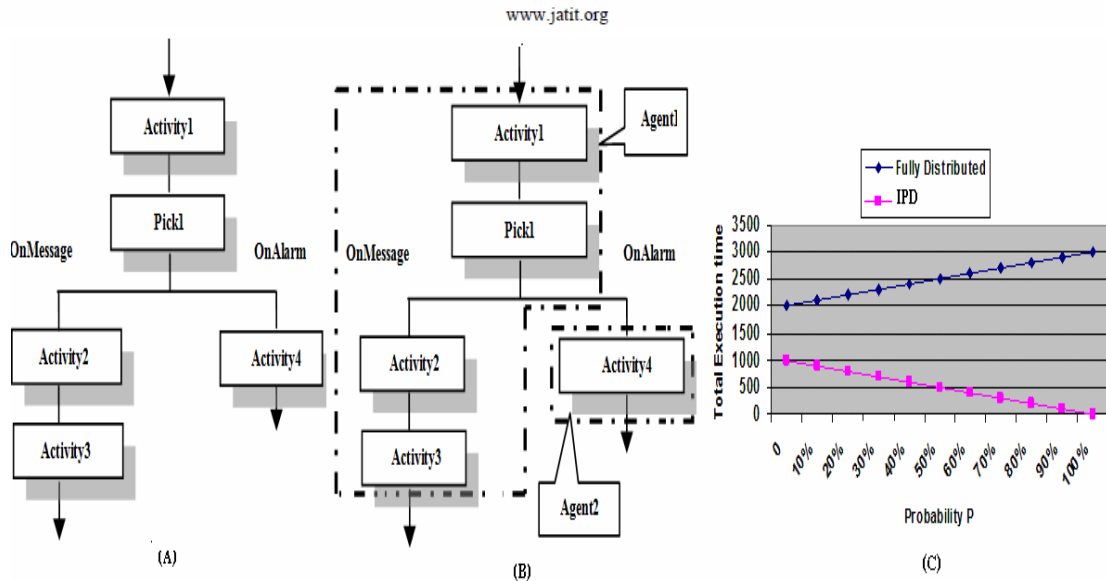 www.jatit.org
Activity1
Pick1
OnMessage
OnAlarm
Activity2
Activity4
Activity3
(A)
Activity1
Agent1
Pick1
OnMessage
OnAlarm
Activity2
Activity4
Activity3
Agent2
(B)
Fully Distributed
IPD
Total Execution time
3500
3000
2500
2000
1500
1000
500
0
0
10%
20%
30%
40%
50%
60%
70%
80%
90%
100%
Probability P
(C)